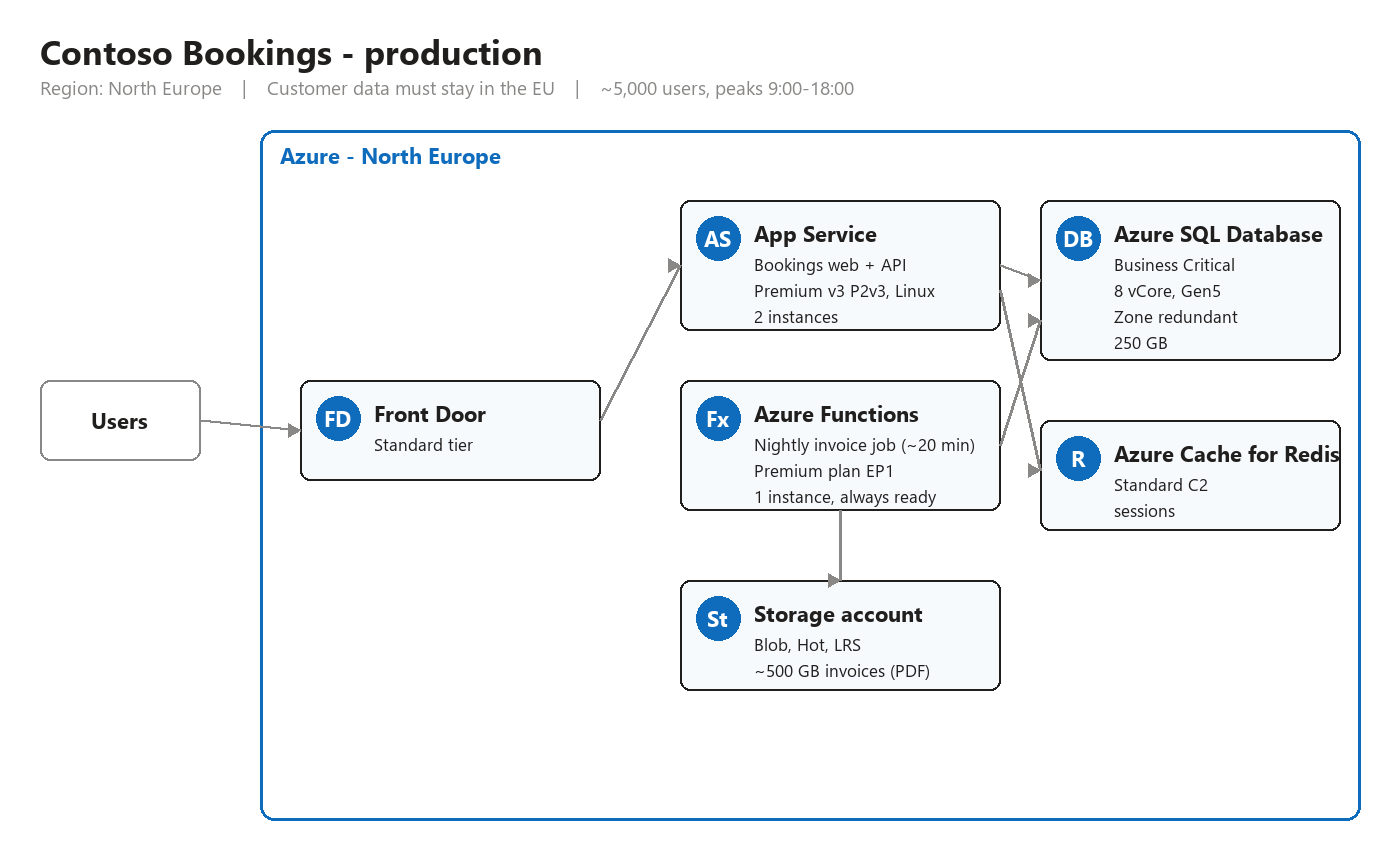 Contoso Bookings - production
Region: North Europe | Customer data must stay in the EU | ~5,000 users, peaks 9:00-18:00
Azure - North Europe
Users
FD
Front Door
Standard tier
AS
App Service
Bookings web + API
Premium v3 P2v3, Linux
2 instances
Fx
Azure Functions
Nightly invoice job (~20 min)
Premium plan EP1
1 instance, always ready
St
Storage account
Blob, Hot, LRS
~500 GB invoices (PDF)
DB
Azure SQL Database
Business Critical
8 vCore, Gen5
Zone redundant
250 GB
R
Azure Cache for Redis
Standard C2
sessions